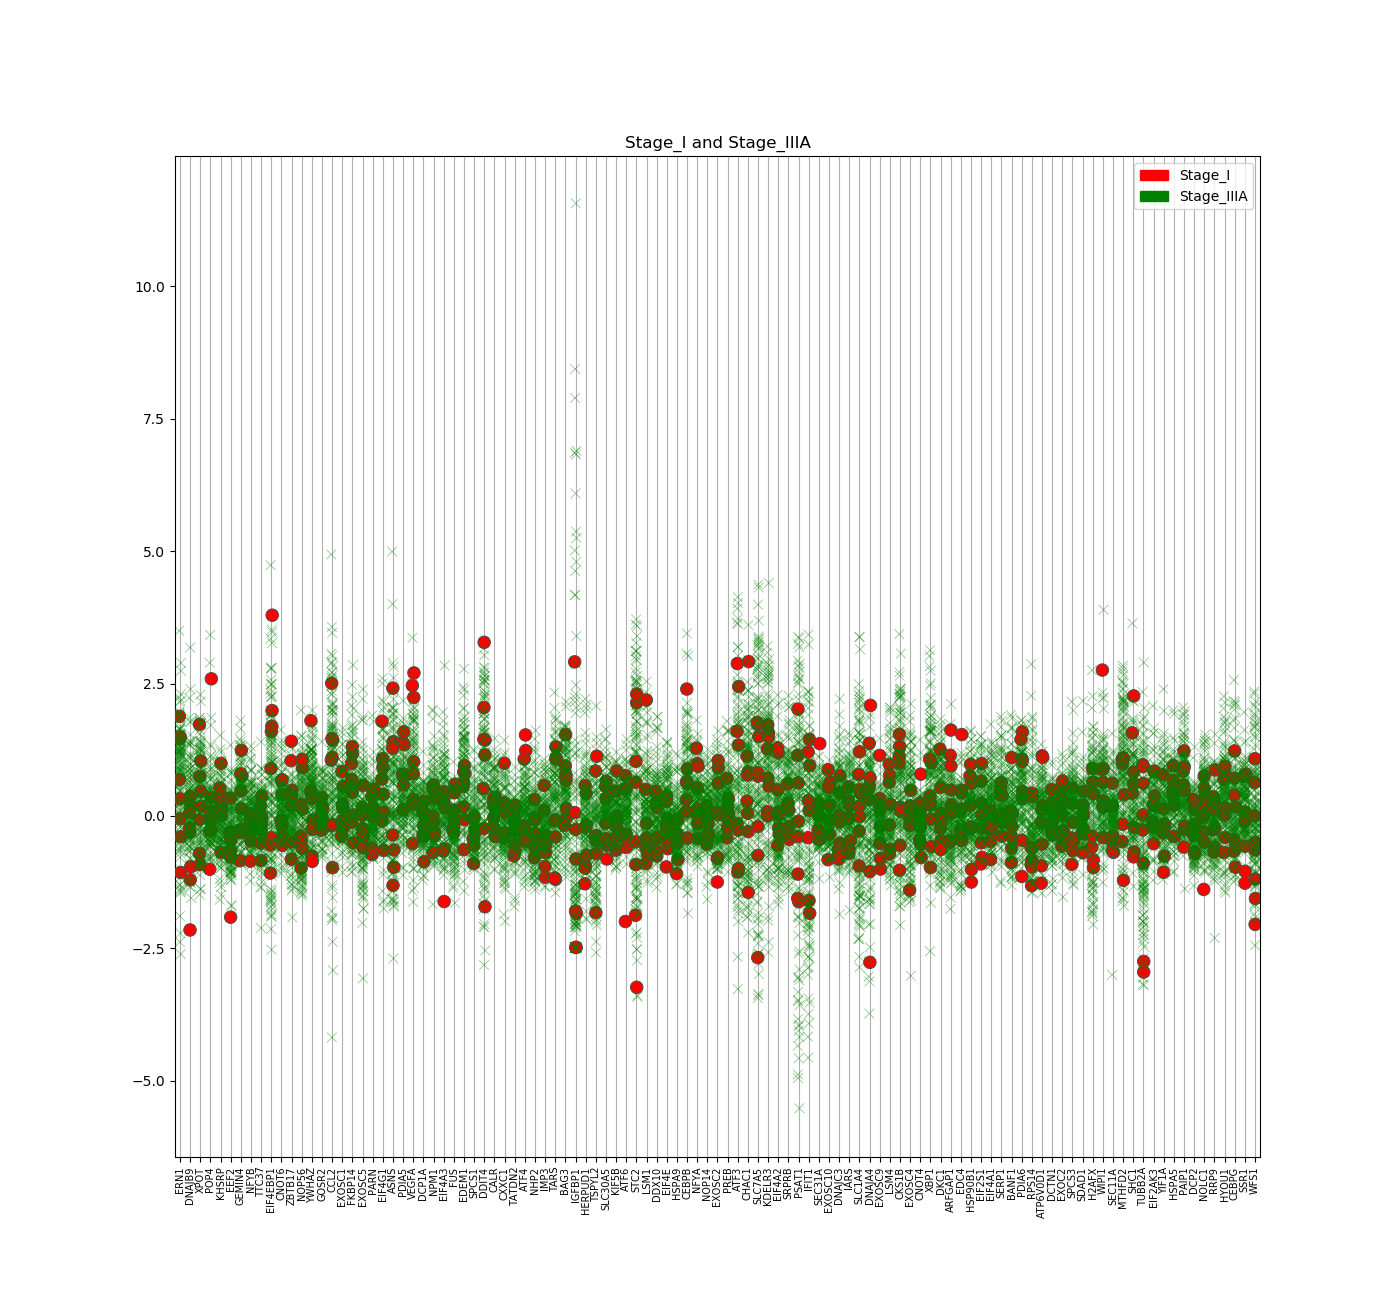 Stage_I and Stage_IIIA
Stage_I
Stage_IIIA
10.0
7.5
5.0
2.5
0.0
−2.5
−5.0
ERN1
DNAJB9
XPOT
POP4
KHSRP
EEF2
GEMIN4
NFYB
TTC37
EIF4EBP1
CNOT6
ZBTB17
NOP56
YWHAZ
GOSR2
CCL2
EXOSC1
FKBP14
EXOSC5
PARN
EIF4G1
ASNS
PDIA5
VEGFA
DCP1A
NPM1
EIF4A3
FUS
EDEM1
SPCS1
DDIT4
CALR
CXXC1
TATDN2
ATF4
NHP2
IMP3
TARS
BAG3
IGFBP1
HERPUD1
TSPYL2
SLC30A5
KIF5B
ATF6
STC2
LSM1
DDX10
EIF4E
HSPA9
CEBPB
NFYA
NOP14
EXOSC2
PREB
ATF3
CHAC1
SLC7A5
KDELR3
EIF4A2
SRPRB
PSAT1
IFIT1
SEC31A
EXOSC10
DNAJC3
IARS
SLC1A4
DNAJA4
EXOSC9
LSM4
CKS1B
EXOSC4
CNOT4
XBP1
DKC1
ARFGAP1
EDC4
HSP90B1
EIF2S1
EIF4A1
SERP1
BANF1
PDIA6
RPS14
ATP6V0D1
DCTN1
EXOC2
SPCS3
SDAD1
H2AFX
WIPI1
SEC11A
MTHFD2
SHC1
TUBB2A
EIF2AK3
YIF1A
HSPA5
PAIP1
DCP2
NOLC1
RRP9
HYOU1
CEBPG
SSR1
WFS1